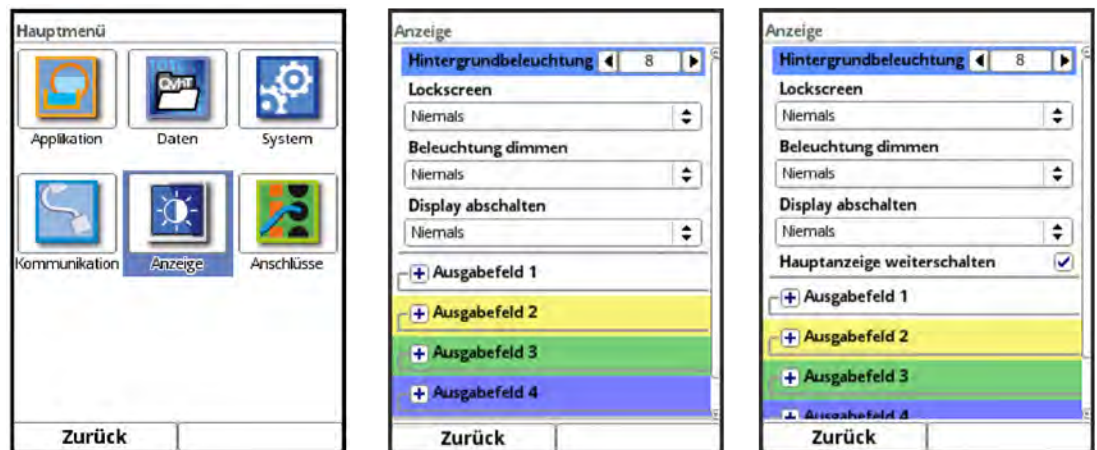 Hauptmenü
Applikation Daten System
Kommunikation Anzeige Anschlüsse
Zurück
Anzeige
Hintergrundbeleuchtung 8
Lockscreen
Niemals
Beleuchtung dimmen
Niemals
Display abschalten
Niemals
Ausgabefeld 1
Ausgabefeld 2
Ausgabefeld 3
Ausgabefeld 4
Zurück
Anzeige
Hintergrundbeleuchtung 8
Lockscreen
Niemals
Beleuchtung dimmen
Niemals
Display abschalten
Niemals
Hauptanzeige weiterschalten
Ausgabefeld 1
Ausgabefeld 2
Ausgabefeld 3
Ausgabefeld 4
Zurück